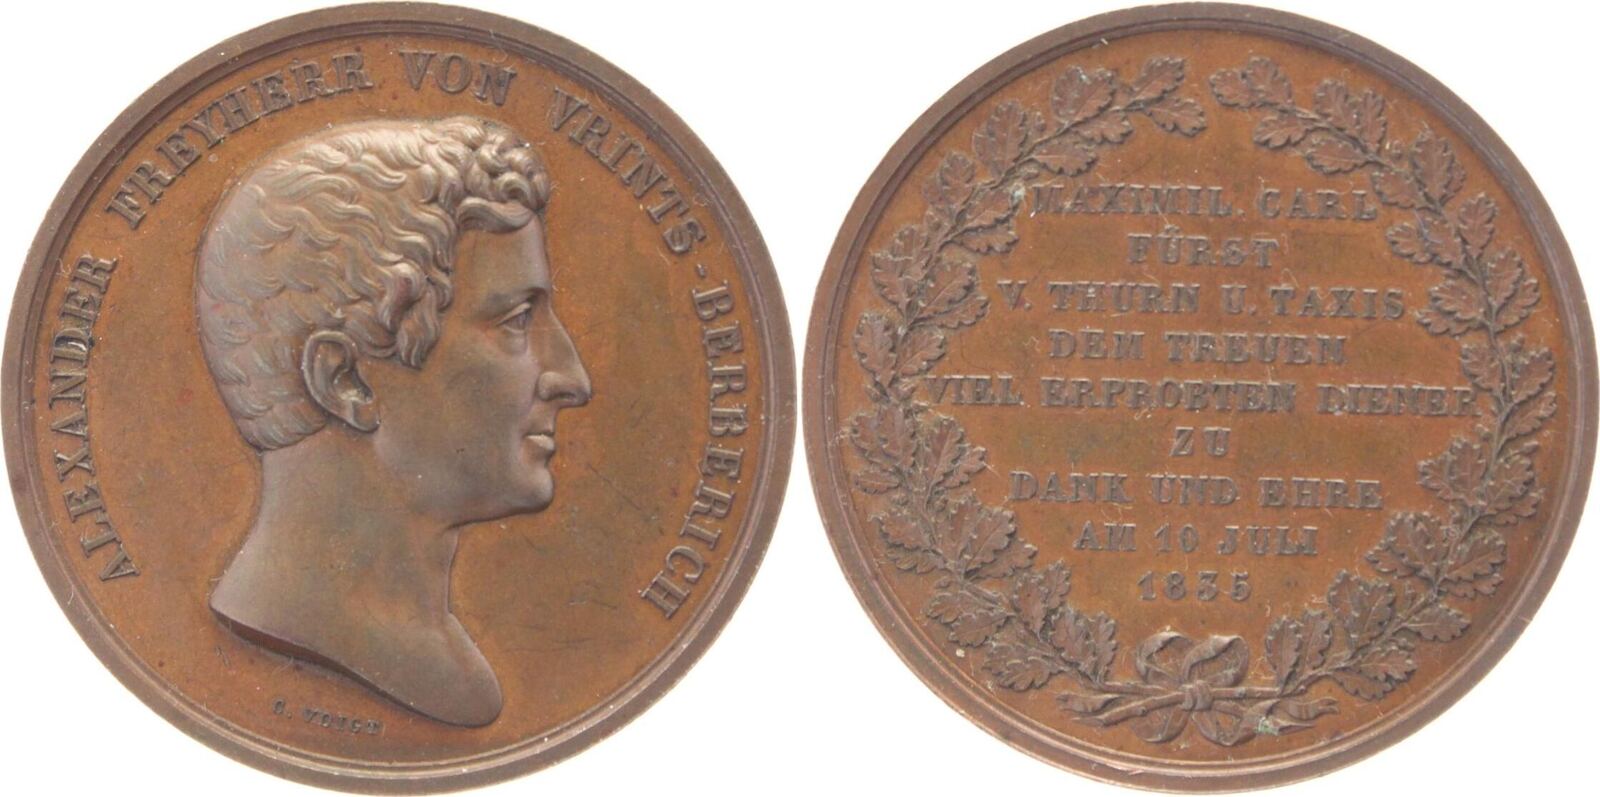 ALEXANDER FREYHERR VON VRINTS-BERBERICH
C. VOIGT
MAXIMIL. CARL
FÜRST
V. THURN U. TAXIS
DEM TREUEN
VIEL ERPROBTEN DIENER
ZU
DANK UND EHRE
AM 10 JULI
1835